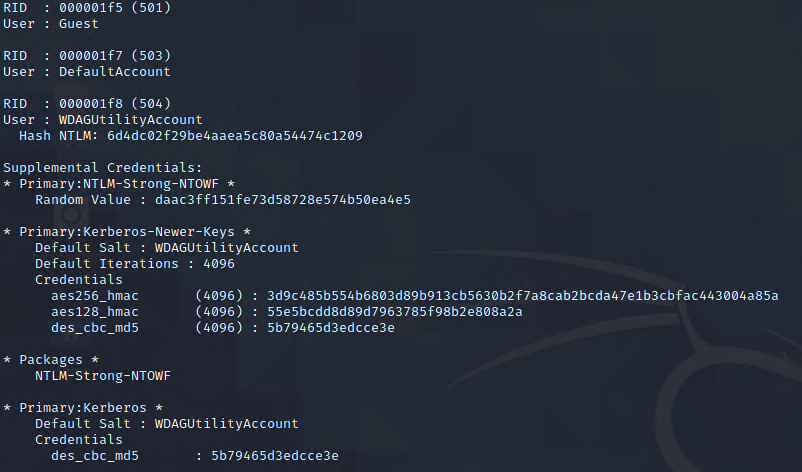 RID  : 000001f5 (501)
User : Guest
RID  : 000001f7 (503)
User : DefaultAccount
RID  : 000001f8 (504)
User : WDAGUtilityAccount
Hash NTLM: 6d4dc02f29be4aaea5c80a54474c1209
Supplemental Credentials:
* Primary:NTLM-Strong-NTOWF *
Random Value : daac3ff151fe73d58728e574b50ea4e5
* Primary:Kerberos-Newer-Keys *
Default Salt : WDAGUtilityAccount
Default Iterations : 4096
Credentials
aes256_hmac       (4096) : 3d9c485b554b6803d89b913cb5630b2f7a8cab2bcda47e1b3cbfac443004a85a
aes128_hmac       (4096) : 55e5bcdd8d89d7963785f98b2e808a2a
des_cbc_md5       (4096) : 5b79465d3edcce3e
* Packages *
NTLM-Strong-NTOWF
* Primary:Kerberos *
Default Salt : WDAGUtilityAccount
Credentials
des_cbc_md5       : 5b79465d3edcce3e